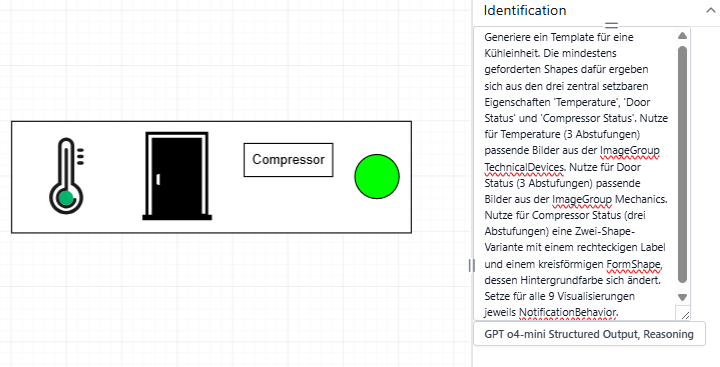 Identification
Generiere ein Template für eine
Kühleinheit. Die mindestens
geforderten Shapes dafür ergeben
sich aus den drei zentral setzbaren
Eigenschaften 'Temperature', 'Door
Status' und 'Compressor Status'. Nutze
für Temperature (3 Abstufungen)
passende Bilder aus der ImageGroup
TechnicalDevices. Nutze für Door
Status (3 Abstufungen) passende
Bilder aus der ImageGroup Mechanics.
Nutze für Compressor Status (drei
Abstufungen) eine Zwei-Shape-
Variante mit einem rechteckigen Label
und einem kreisförmigen FormShape,
dessen Hintergrundfarbe sich ändert.
Setze für alle 9 Visualisierungen
jeweils NotificationBehavior.
GPT o4-mini Structured Output, Reasoning
Compressor